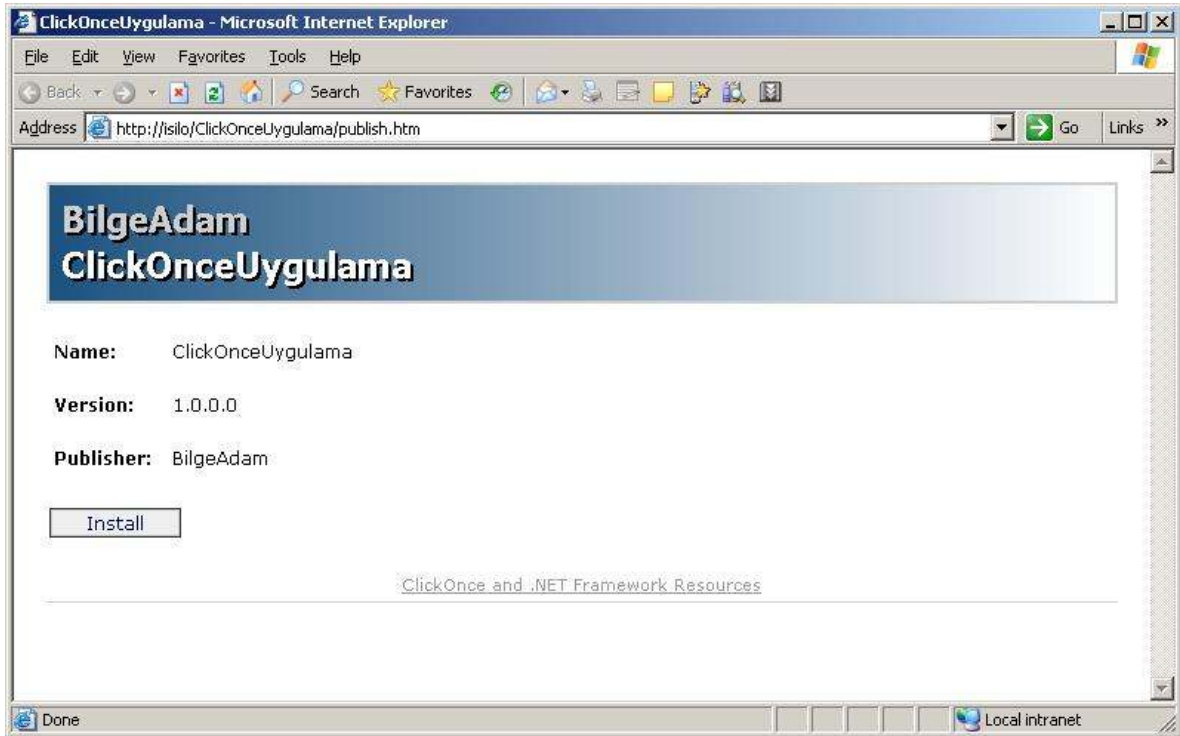 ClickOnceUygulama - Microsoft Internet Explorer
File Edit View Favorites Tools Help
Back Search Favorites
Address http://isilo/ClickOnceUygulama/publish.htm Go Links »
BilgeAdam
ClickOnceUygulama
Name: ClickOnceUygulama
Version: 1.0.0.0
Publisher: BilgeAdam
Install
ClickOnce and .NET Framework Resources
Done Local intranet